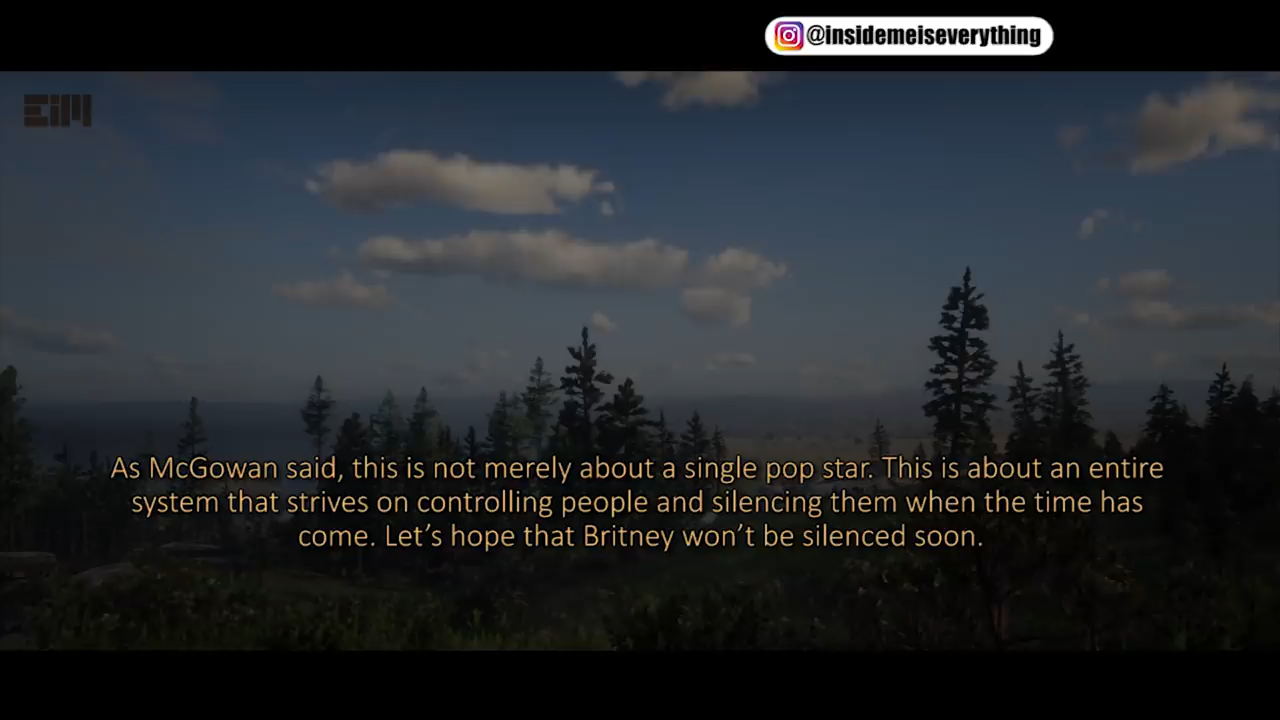 @insidemeiseverything
EiM
As McGowan said, this is not merely about a single pop star. This is about an entire
system that strives on controlling people and silencing them when the time has
come. Let’s hope that Britney won’t be silenced soon.